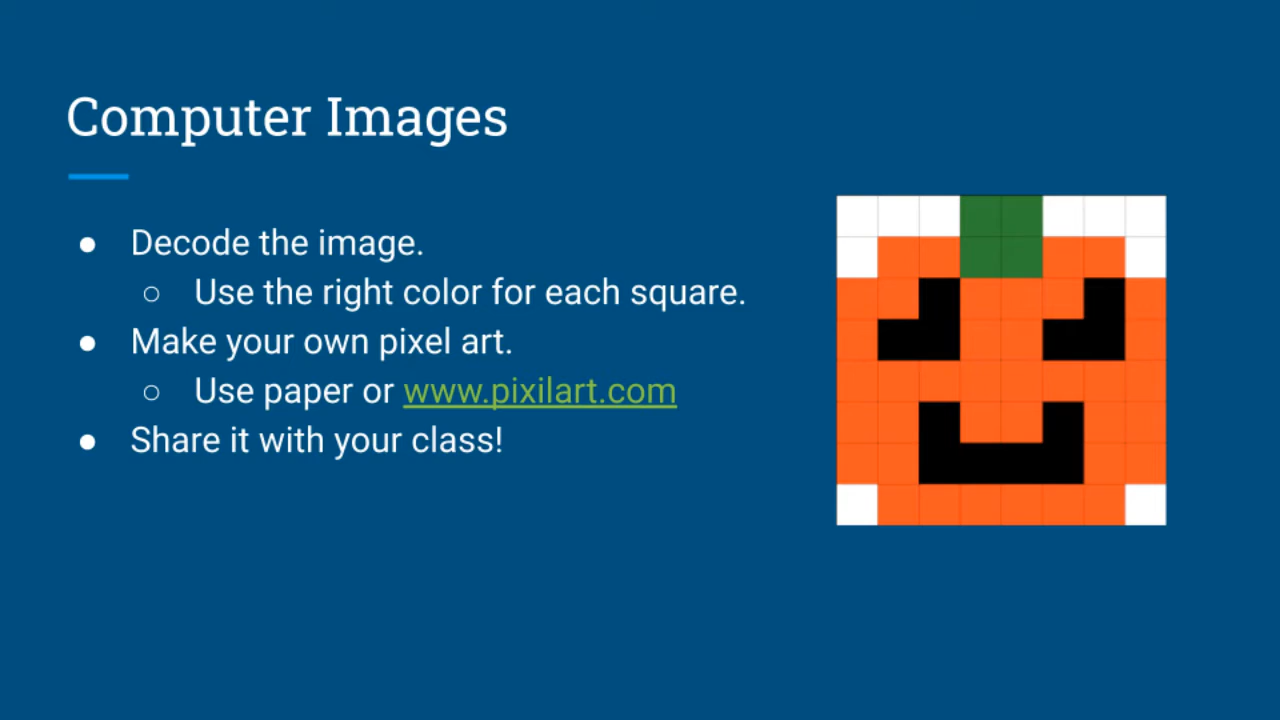 Computer Images
● Decode the image.
○ Use the right color for each square.
● Make your own pixel art.
○ Use paper or www.pixilart.com
● Share it with your class!